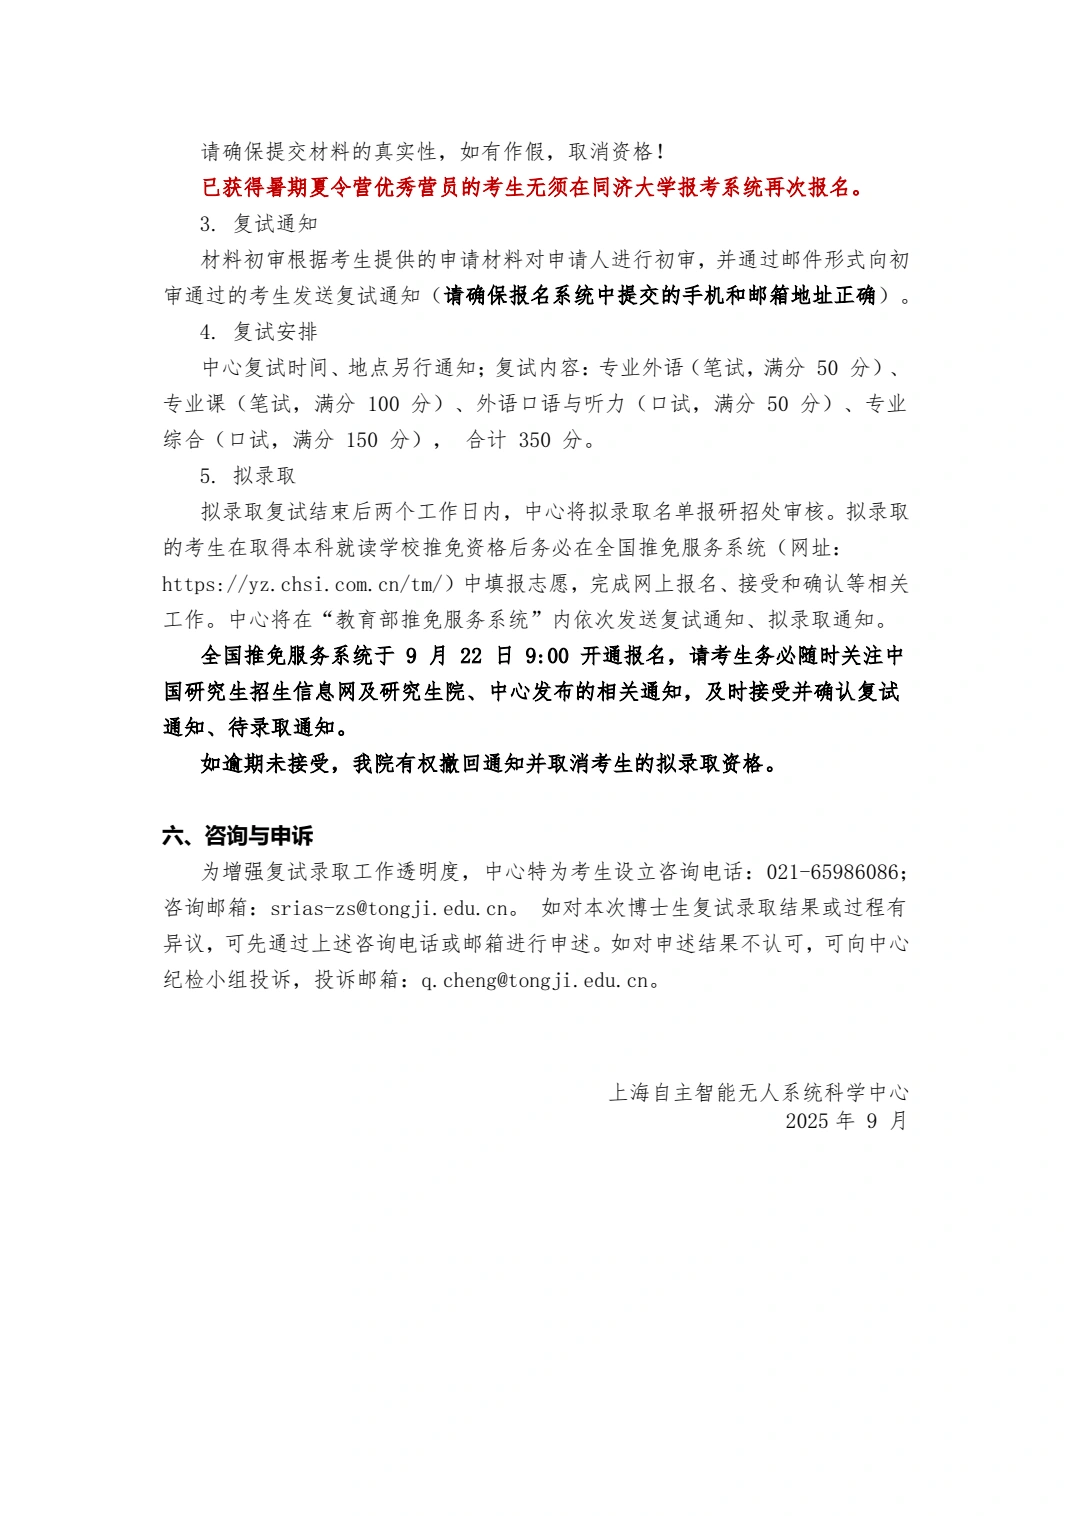 请确保提交材料的真实性，如有作假，取消资格！
已获得暑期夏令营优秀营员的考生无须在同济大学报考系统再次报名。
3. 复试通知
材料初审根据考生提供的申请材料对申请人进行初审，并通过邮件形式向初
审通过的考生发送复试通知（请确保报名系统中提交的手机和邮箱地址正确）。
4. 复试安排
中心复试时间、地点另行通知；复试内容：专业外语（笔试，满分 50 分）、
专业课（笔试，满分 100 分）、外语口语与听力（口试，满分 50 分）、专业
综合（口试，满分 150 分）， 合计 350 分。
5. 拟录取
拟录取复试结束后两个工作日内，中心将拟录取名单报研招处审核。拟录取
的考生在取得本科就读学校推免资格后务必在全国推免服务系统（网址：
https://yz.chsi.com.cn/tm/）中填报志愿，完成网上报名、接受和确认等相关
工作。中心将在“教育部推免服务系统”内依次发送复试通知、拟录取通知。
全国推免服务系统于 9 月 22 日 9:00 开通报名，请考生务必随时关注中
国研究生招生信息网及研究生院、中心发布的相关通知，及时接受并确认复试
通知、待录取通知。
如逾期未接受，我院有权撤回通知并取消考生的拟录取资格。
六、咨询与申诉
为增强复试录取工作透明度，中心特为考生设立咨询电话：021-65986086；
咨询邮箱：srias-zs@tongji.edu.cn。 如对本次博士生复试录取结果或过程有
异议，可先通过上述咨询电话或邮箱进行申述。如对申述结果不认可，可向中心
纪检小组投诉，投诉邮箱：q.cheng@tongji.edu.cn。
上海自主智能无人系统科学中心
2025 年 9 月